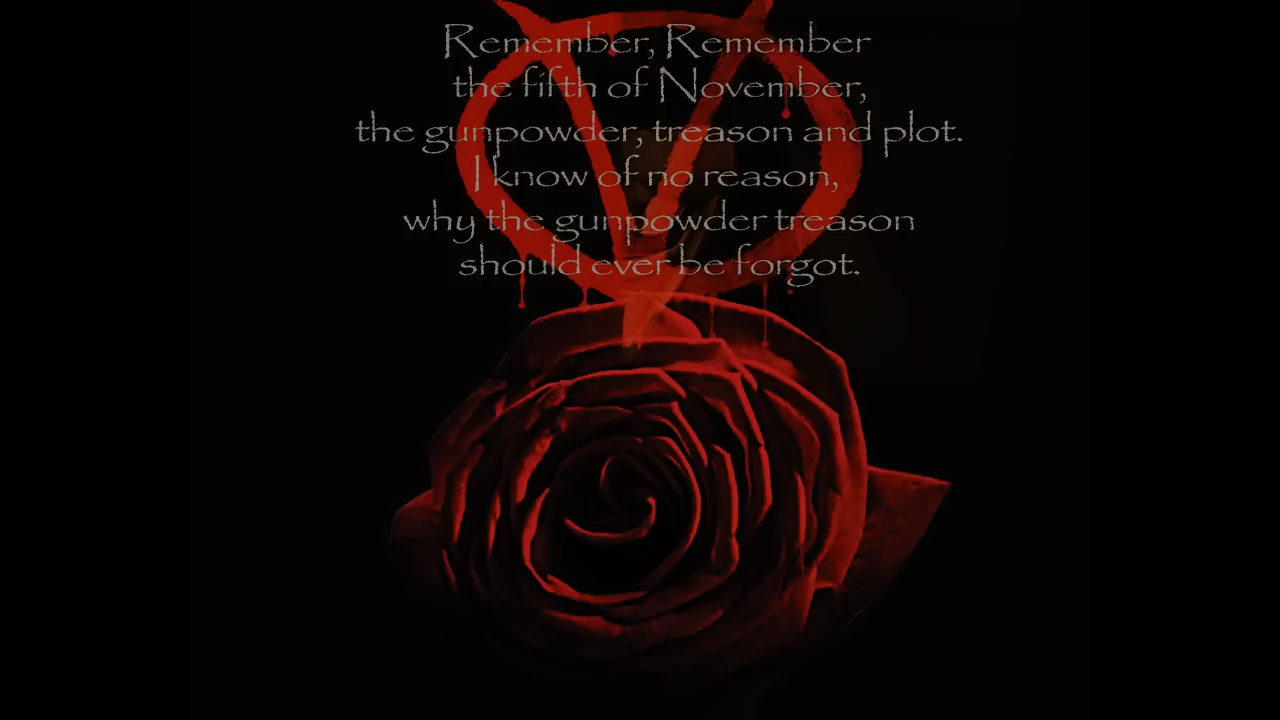 Remember, Remember
the fifth of November,
the gunpowder, treason and plot.
I know of no reason,
why the gunpowder treason
should ever be forgot.